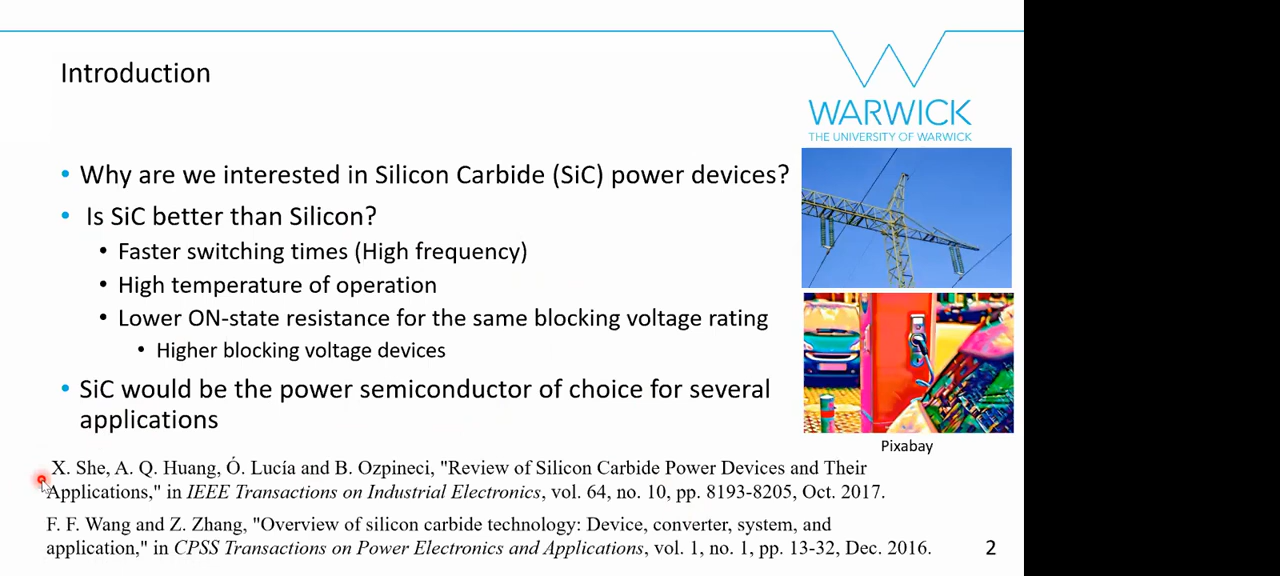 Introduction
WARWICK
THE UNIVERSITY OF WARWICK
• Why are we interested in Silicon Carbide (SiC) power devices?
• Is SiC better than Silicon?
• Faster switching times (High frequency)
• High temperature of operation
• Lower ON-state resistance for the same blocking voltage rating
• Higher blocking voltage devices
• SiC would be the power semiconductor of choice for several
applications
Pixabay
X. She, A. Q. Huang, Ó. Lucía and B. Ozpineci, "Review of Silicon Carbide Power Devices and Their
Applications," in IEEE Transactions on Industrial Electronics, vol. 64, no. 10, pp. 8193-8205, Oct. 2017.
F. F. Wang and Z. Zhang, "Overview of silicon carbide technology: Device, converter, system, and
application," in CPSS Transactions on Power Electronics and Applications, vol. 1, no. 1, pp. 13-32, Dec. 2016.
2